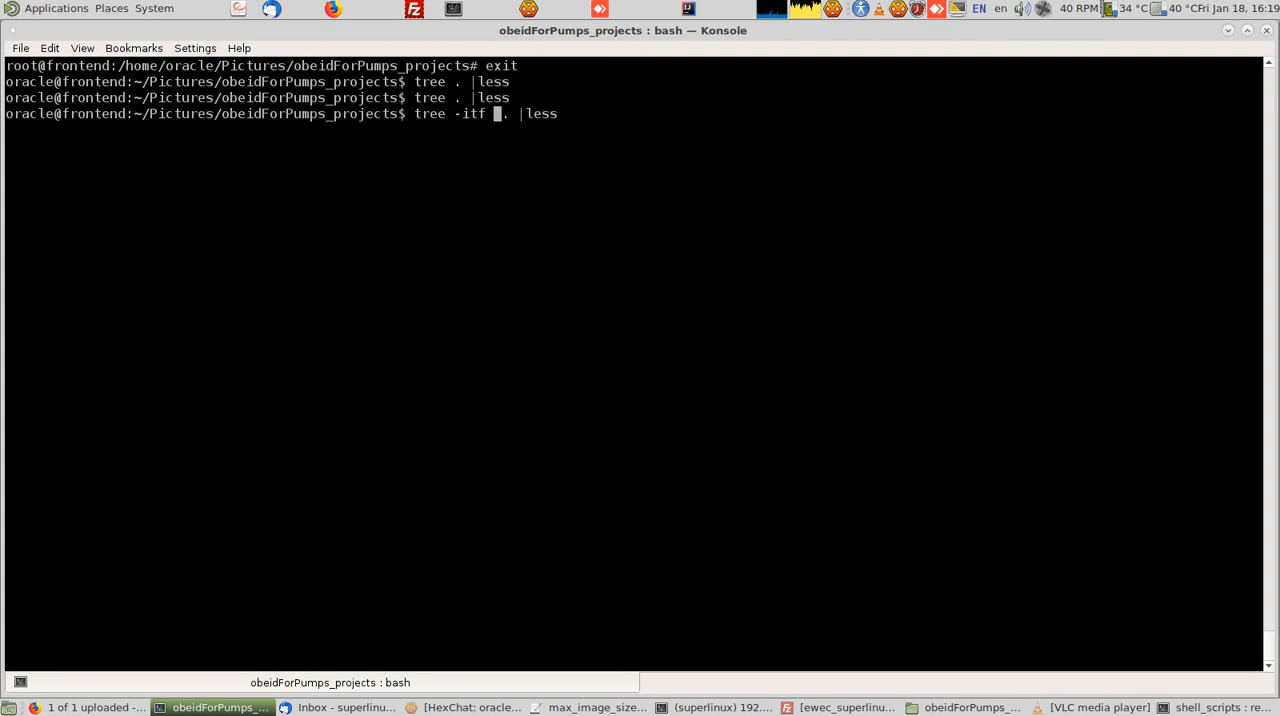 Applications Places System
EN en 40 RPM 34 °C 40 °C Fri Jan 18, 16:19
obeidForPumps_projects : bash — Konsole
File Edit View Bookmarks Settings Help
root@frontend:/home/oracle/Pictures/obeidForPumps_projects# exit
oracle@frontend:~/Pictures/obeidForPumps_projects$ tree . |less
oracle@frontend:~/Pictures/obeidForPumps_projects$ tree . |less
oracle@frontend:~/Pictures/obeidForPumps_projects$ tree -itf . |less
obeidForPumps_projects : bash
1 of 1 uploaded -... obeidForPumps_... Inbox - superlinu... [HexChat: oracle... max_image_size... (superlinux) 192.... [ewec_superlinu... obeidForPumps_... [VLC media player] shell_scripts : re...